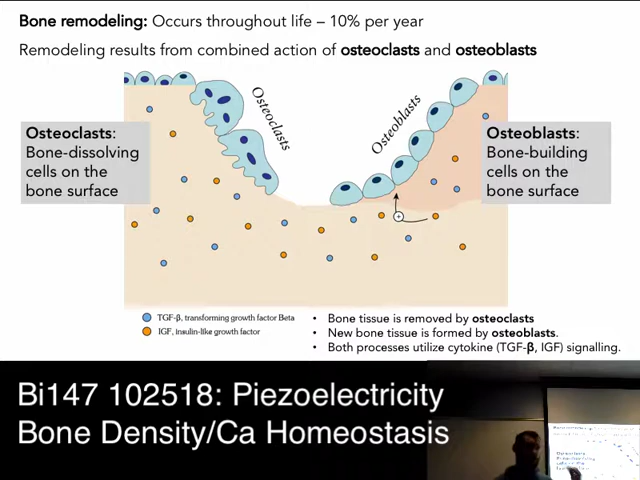 Bone remodeling: Occurs throughout life – 10% per year
Remodeling results from combined action of osteoclasts and osteoblasts
Osteoclasts
Osteoblasts
Osteoclasts:
Bone-dissolving
cells on the
bone surface
Osteoblasts:
Bone-building
cells on the
bone surface
+
TGF-β, transforming growth factor Beta
IGF, insulin-like growth factor
• Bone tissue is removed by osteoclasts
• New bone tissue is formed by osteoblasts.
• Both processes utilize cytokine (TGF-β, IGF) signalling.
Bi147 102518: Piezoelectricity
Bone Density/Ca Homeostasis